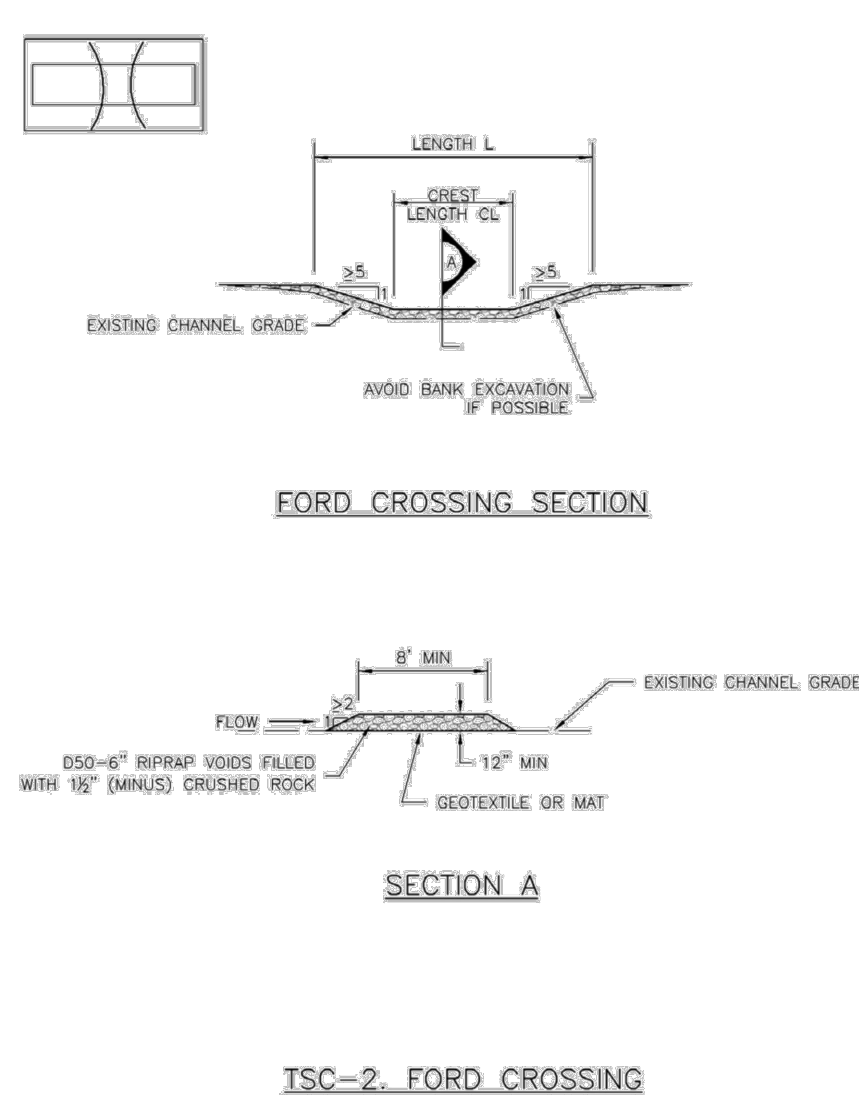 LENGTH L
CREST
LENGTH CL
A
≥5
1
≥5
1
EXISTING CHANNEL GRADE
AVOID BANK EXCAVATION
IF POSSIBLE
FORD CROSSING SECTION
8' MIN
EXISTING CHANNEL GRADE
≥2
1
FLOW
D50-6" RIPRAP VOIDS FILLED
WITH 1½" (MINUS) CRUSHED ROCK
12" MIN
GEOTEXTILE OR MAT
SECTION A
TSC-2. FORD CROSSING